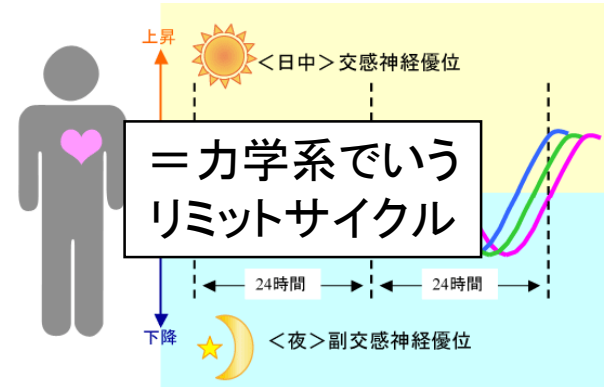 上昇
＜日中＞交感神経優位
＝力学系でいう
リミットサイクル
24時間
24時間
下降
＜夜＞副交感神経優位